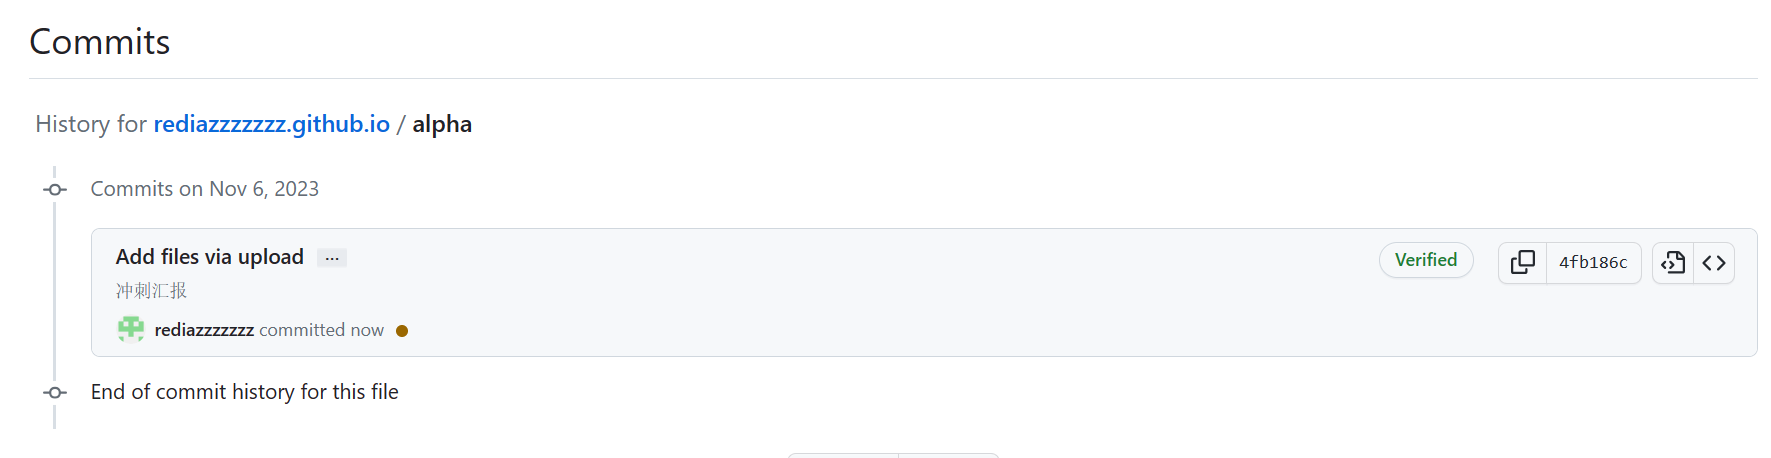 Commits
History for rediazzzzzzz.github.io / alpha
Commits on Nov 6, 2023
Add files via upload ...
Verified
4fb186c
冲刺汇报
rediazzzzzzz committed now
End of commit history for this file